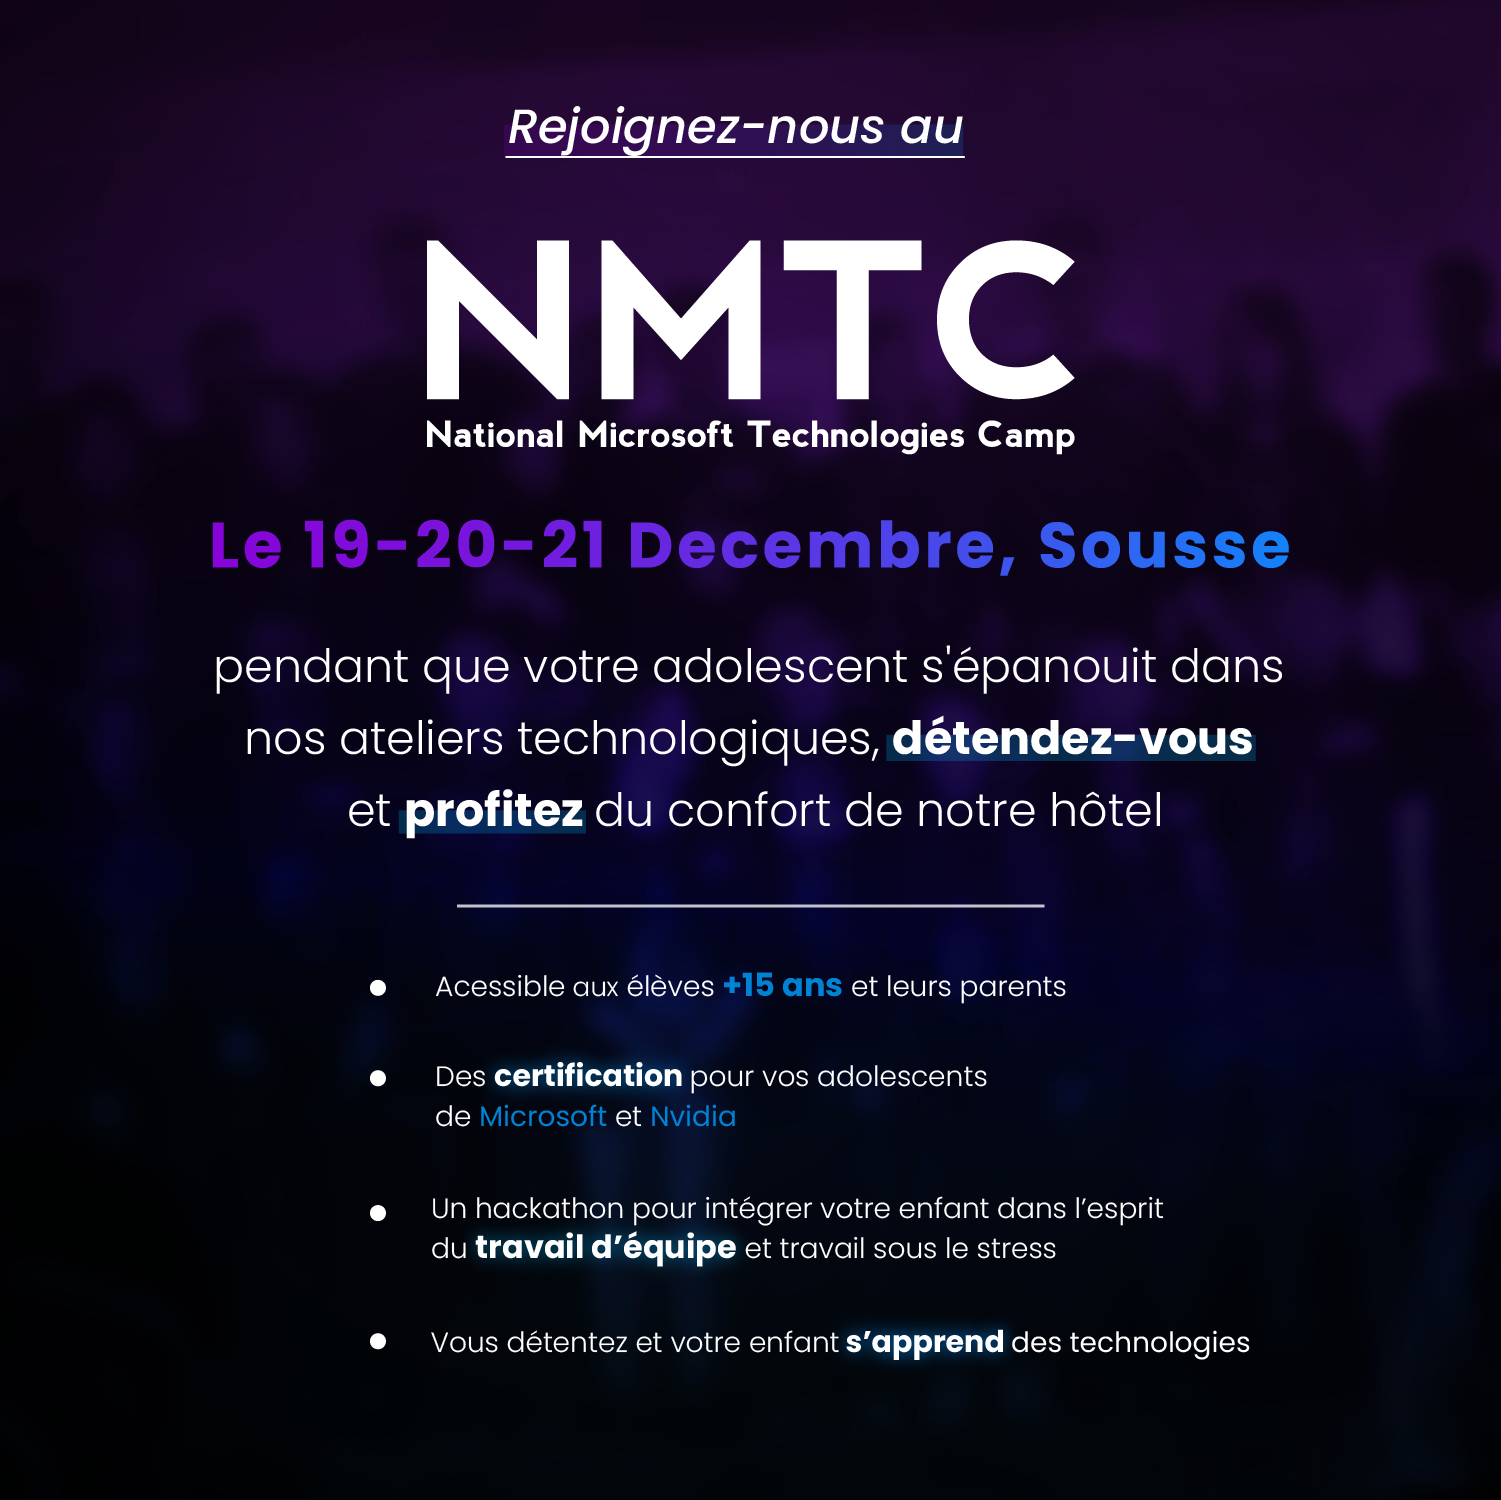 Rejoignez-nous au
NMTC
National Microsoft Technologies Camp
Le 19-20-21 Decembre, Sousse
pendant que votre adolescent s'épanouit dans
nos ateliers technologiques, détendez-vous
et profitez du confort de notre hôtel
Acessible aux élèves +15 ans et leurs parents
Des certification pour vos adolescents
de Microsoft et Nvidia
Un hackathon pour intégrer votre enfant dans l’esprit
du travail d’équipe et travail sous le stress
Vous détentez et votre enfant s’apprend des technologies